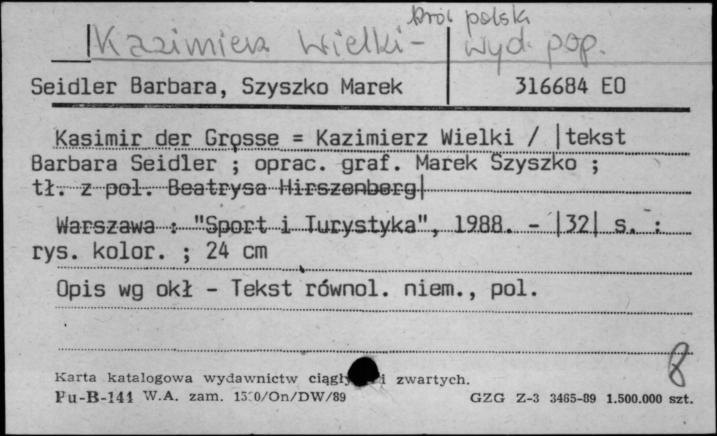 król polski
Kazimierz Wielki - wyd. pop.
Seidler Barbara, Szyszko Marek 316684 EO
Kasimir der Grosse = Kazimierz Wielki / |tekst
Barbara Seidler ; oprac. graf. Marek Szyszko ;
tł. z pol. Beatrysa Hirszenberg|
Warszawa : "Sport i Turystyka", 1988. - |32| s. :
rys. kolor. ; 24 cm
Opis wg okł - Tekst równol. niem., pol.
8
Karta katalogowa wydawnictw i zwartych.
Pu-B-141 W.A. zam. /On/DW/89 GZG Z-3 3465-89 1.500.000 szt.